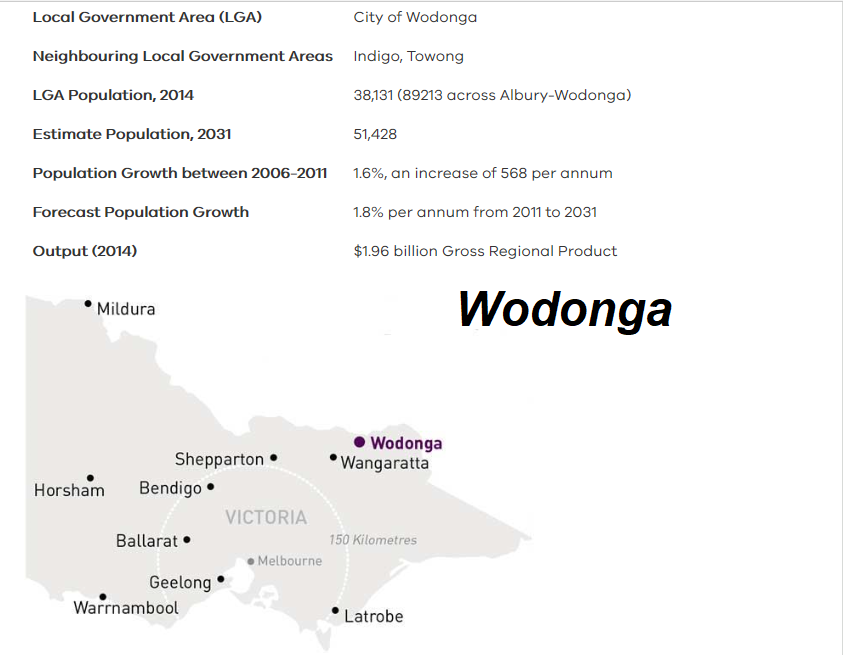 Local Government Area (LGA) City of Wodonga
Neighbouring Local Government Areas Indigo, Towong
LGA Population, 2014 38,131 (89213 across Albury-Wodonga)
Estimate Population, 2031 51,428
Population Growth between 2006-2011 1.6%, an increase of 568 per annum
Forecast Population Growth 1.8% per annum from 2011 to 2031
Output (2014) $1.96 billion Gross Regional Product
Wodonga
Mildura
Wodonga
Shepparton
Wangaratta
Horsham
Bendigo
VICTORIA
Ballarat
150 Kilometres
Melbourne
Geelong
Warrnambool
Latrobe